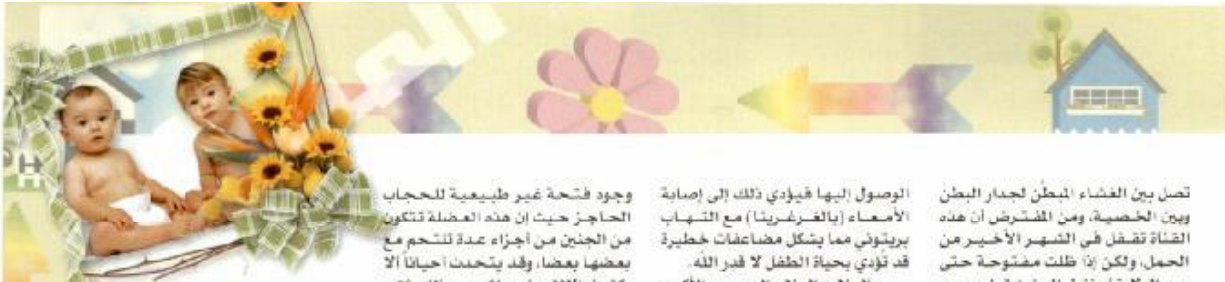 تصل بين الغشاء المبطِّن لجدار البطن
وبين الخصية، ومن المفترض أن هذه
القناة تقفل في الشهر الأخير من
الحمل، ولكن إذا ظلت مفتوحة حتى
الوصول إليها فيؤدي ذلك إلى إصابة
الأمعاء (بالغرغرينا) مع التهاب
بريتوني مما يشكل مضاعفات خطيرة
قد تؤدي بحياة الطفل لا قدر الله.
وجود فتحة غير طبيعية للحجاب
الحاجز حيث إن هذه العضلة تتكون
من الجنين من أجزاء عدة تلتحم مع
بعضها بعضا، وقد يتحدث أحياناً ألا